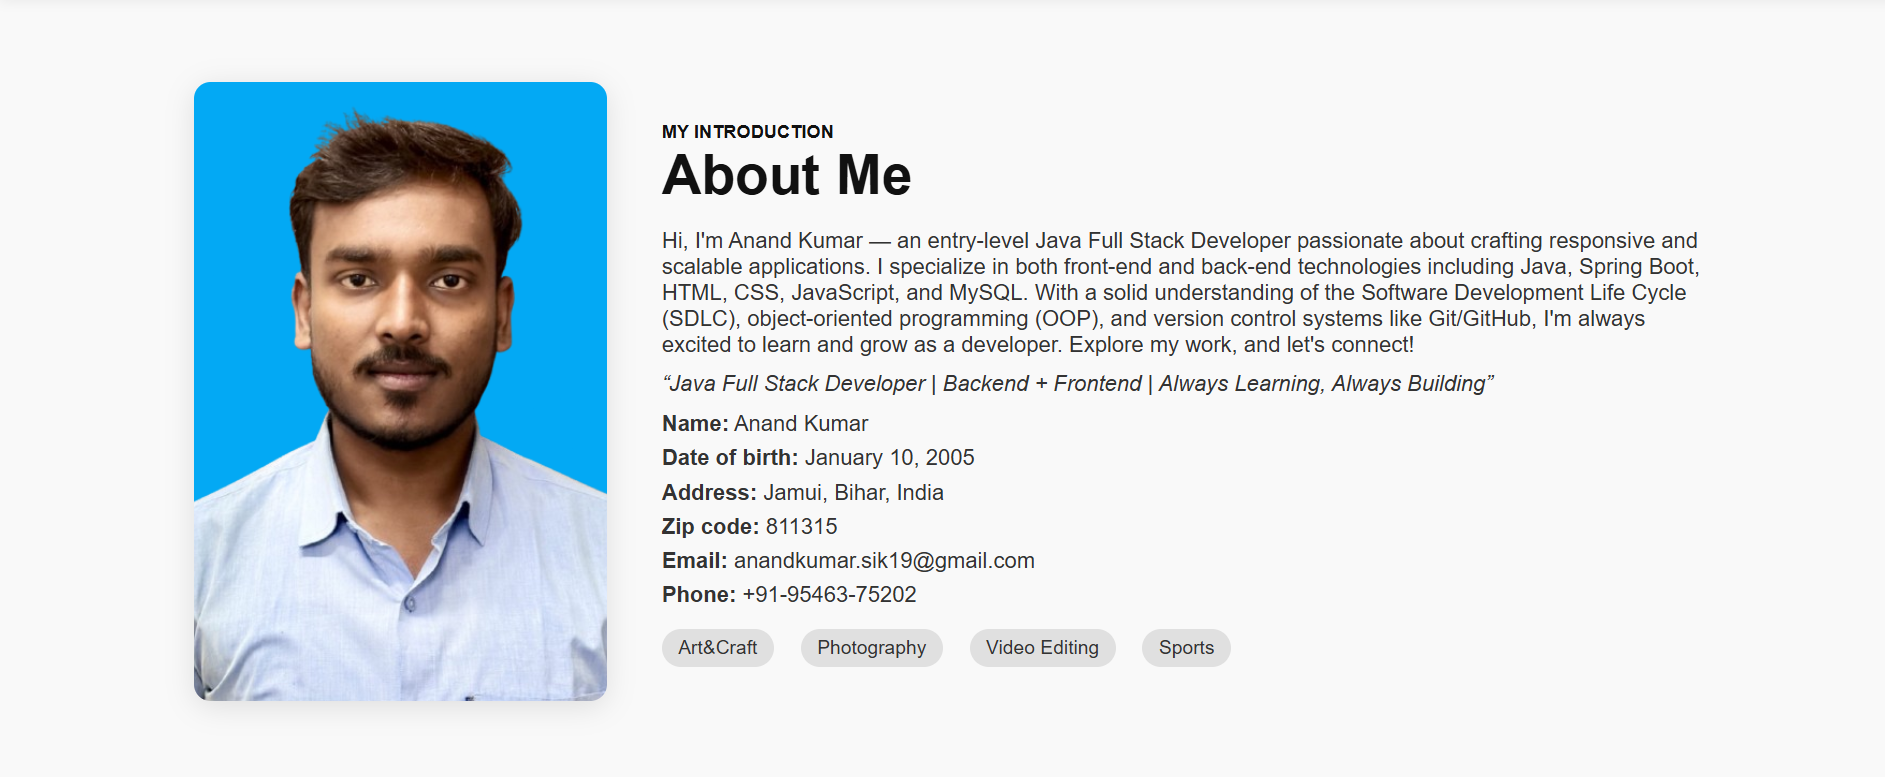 MY INTRODUCTION
About Me
Hi, I'm Anand Kumar — an entry-level Java Full Stack Developer passionate about crafting responsive and
scalable applications. I specialize in both front-end and back-end technologies including Java, Spring Boot,
HTML, CSS, JavaScript, and MySQL. With a solid understanding of the Software Development Life Cycle
(SDLC), object-oriented programming (OOP), and version control systems like Git/GitHub, I'm always
excited to learn and grow as a developer. Explore my work, and let's connect!
“Java Full Stack Developer | Backend + Frontend | Always Learning, Always Building”
Name: Anand Kumar
Date of birth: January 10, 2005
Address: Jamui, Bihar, India
Zip code: 811315
Email: anandkumar.sik19@gmail.com
Phone: +91-95463-75202
Art&Craft Photography Video Editing Sports